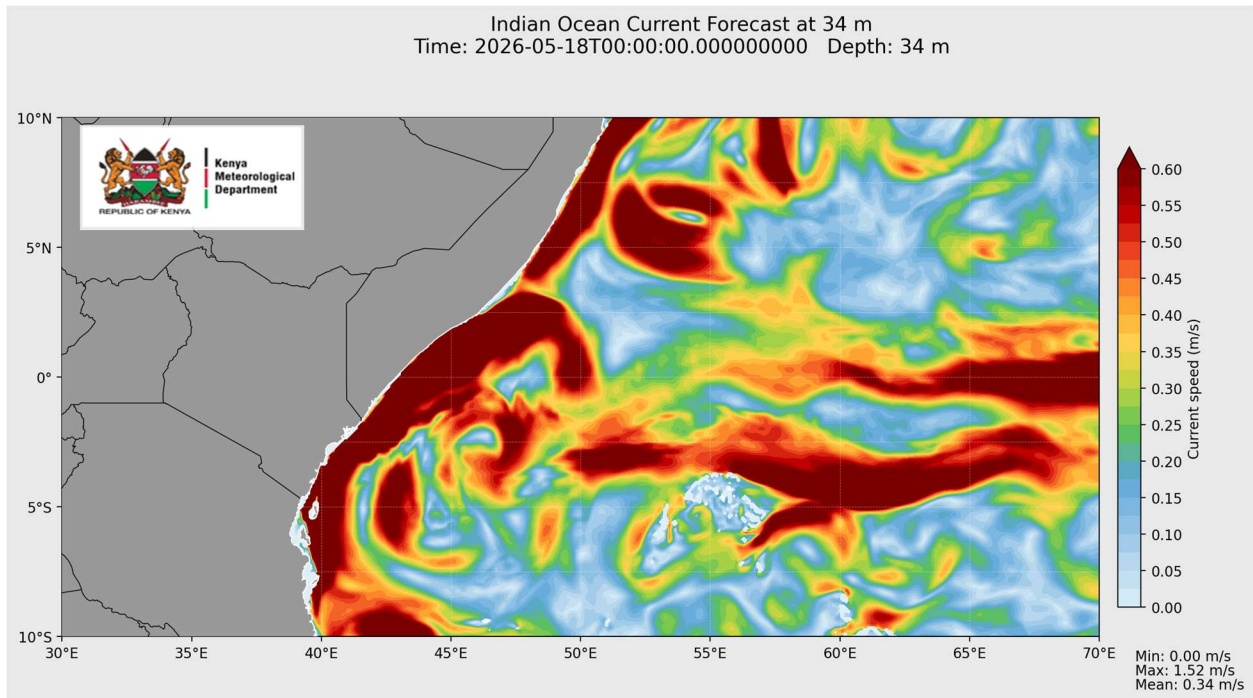 Indian Ocean Current Forecast at 34 m
Time: 2026-05-18T00:00:00.000000000   Depth: 34 m
10°N
5°N
0°
5°S
10°S
Kenya
Meteorological
Department
REPUBLIC OF KENYA
30°E
35°E
40°E
45°E
50°E
55°E
60°E
65°E
70°E
0.60
0.55
0.50
0.45
0.40
0.35
0.30
0.25
0.20
0.15
0.10
0.05
0.00
Current speed (m/s)
Min: 0.00 m/s
Max: 1.52 m/s
Mean: 0.34 m/s